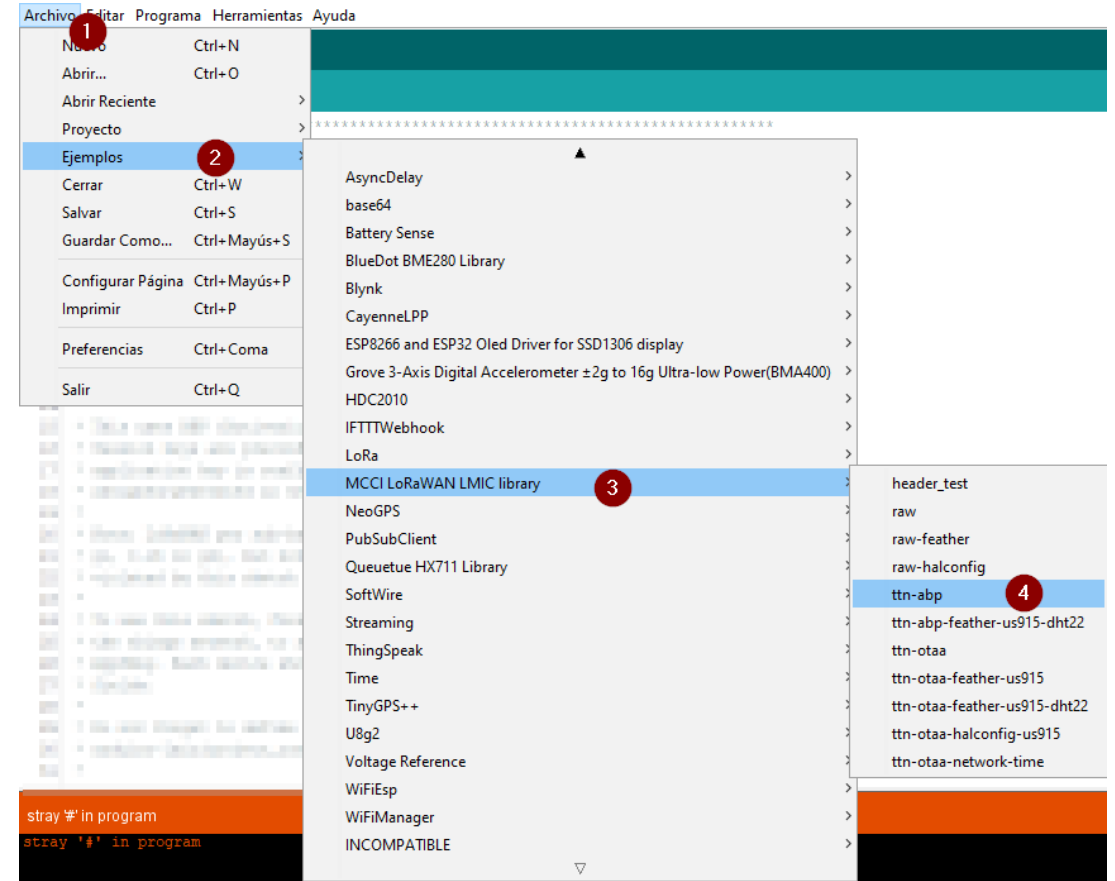 Archivo Editar Programa Herramientas Ayuda
1
Nuevo Ctrl+N
Abrir... Ctrl+O
Abrir Reciente >
Proyecto >
**************************************************
Ejemplos 2 >
Cerrar Ctrl+W
Salvar Ctrl+S
Guardar Como... Ctrl+Mayús+S
Configurar Página Ctrl+Mayús+P
Imprimir Ctrl+P
Preferencias Ctrl+Coma
Salir Ctrl+Q
AsyncDelay >
base64 >
Battery Sense >
BlueDot BME280 Library >
Blynk >
CayenneLPP >
ESP8266 and ESP32 Oled Driver for SSD1306 display >
Grove 3-Axis Digital Accelerometer ±2g to 16g Ultra-low Power(BMA400) >
HDC2010 >
IFTTTWebhook >
LoRa >
MCCI LoRaWAN LMIC library 3 >
NeoGPS >
PubSubClient >
Queuetue HX711 Library >
SoftWire >
Streaming >
ThingSpeak >
Time >
TinyGPS++ >
U8g2 >
Voltage Reference >
WiFiEsp >
WiFiManager >
INCOMPATIBLE >
header_test
raw
raw-feather
raw-halconfig
ttn-abp 4
ttn-abp-feather-us915-dht22
ttn-otaa
ttn-otaa-feather-us915
ttn-otaa-feather-us915-dht22
ttn-otaa-halconfig-us915
ttn-otaa-network-time
stray '#' in program
stray '#' in program